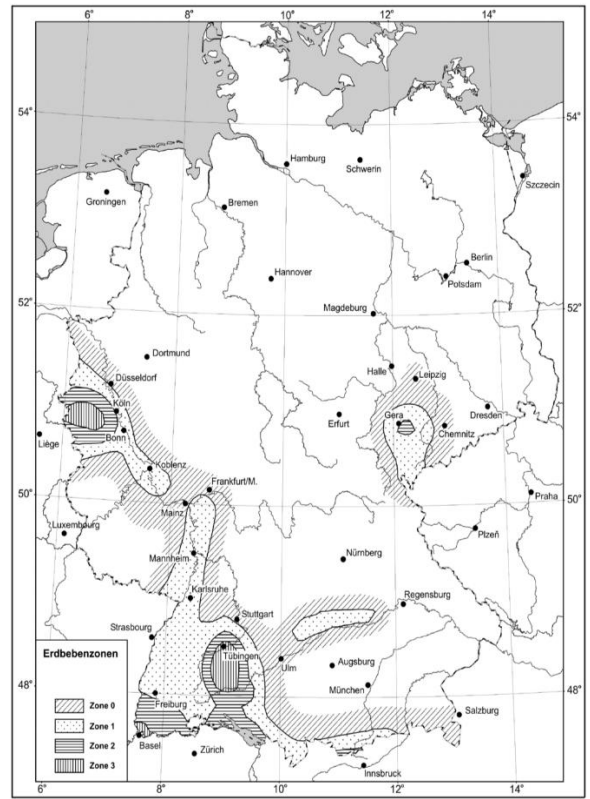 6° 8° 10° 12° 14°
54° 54°
Hamburg
Schwerin
Szczecin
Groningen
Bremen
Berlin
Potsdam
Hannover
52° 52°
Magdeburg
Dortmund
Halle
Leipzig
Düsseldorf
Köln
Gera
Dresden
Erfurt
Chemnitz
Bonn
Liège
Koblenz
Frankfurt/M.
50° 50°
Praha
Mainz
Luxembourg
Plzeň
Nürnberg
Mannheim
Karlsruhe
Regensburg
Stuttgart
Strasbourg
Tübingen
Ulm
Augsburg
München
48° 48°
Freiburg
Salzburg
Basel
Zürich
Innsbruck
Erdbebenzonen
Zone 0
Zone 1
Zone 2
Zone 3
6° 8° 10° 12° 14°